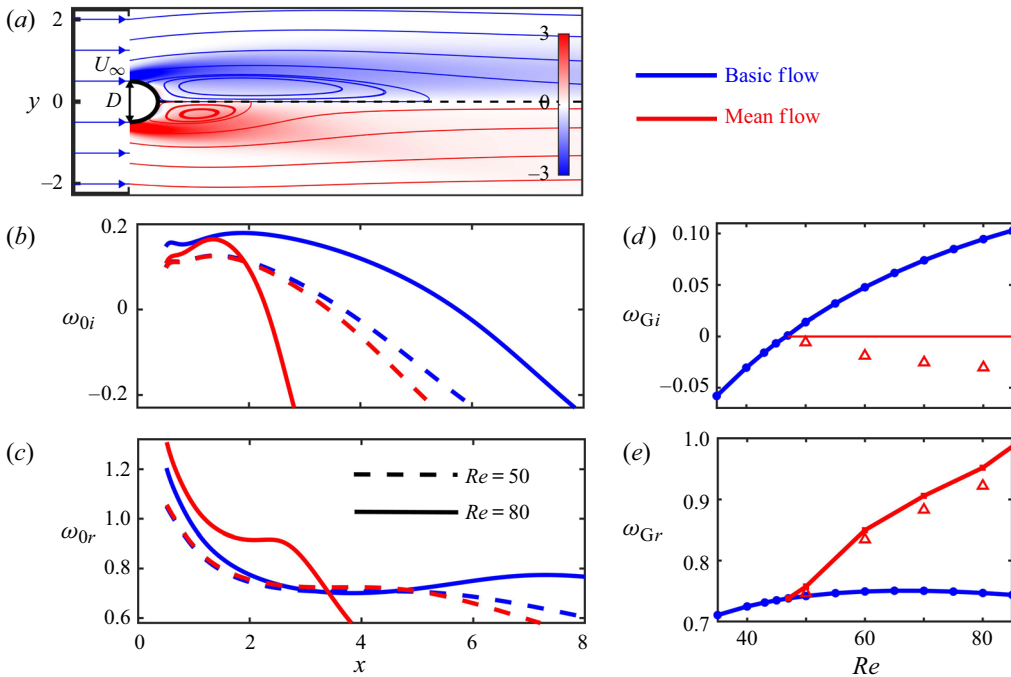 (a)
2
0
−2
y
U∞
D
3
0
−3
Basic flow
Mean flow
(b)
0.2
0
−0.2
ω0i
(c)
1.2
1.0
0.8
0.6
ω0r
Re = 50
Re = 80
0
2
4
6
8
x
(d)
0.10
0.05
0
−0.05
ωGi
(e)
1.0
0.9
0.8
0.7
ωGr
40
60
80
Re